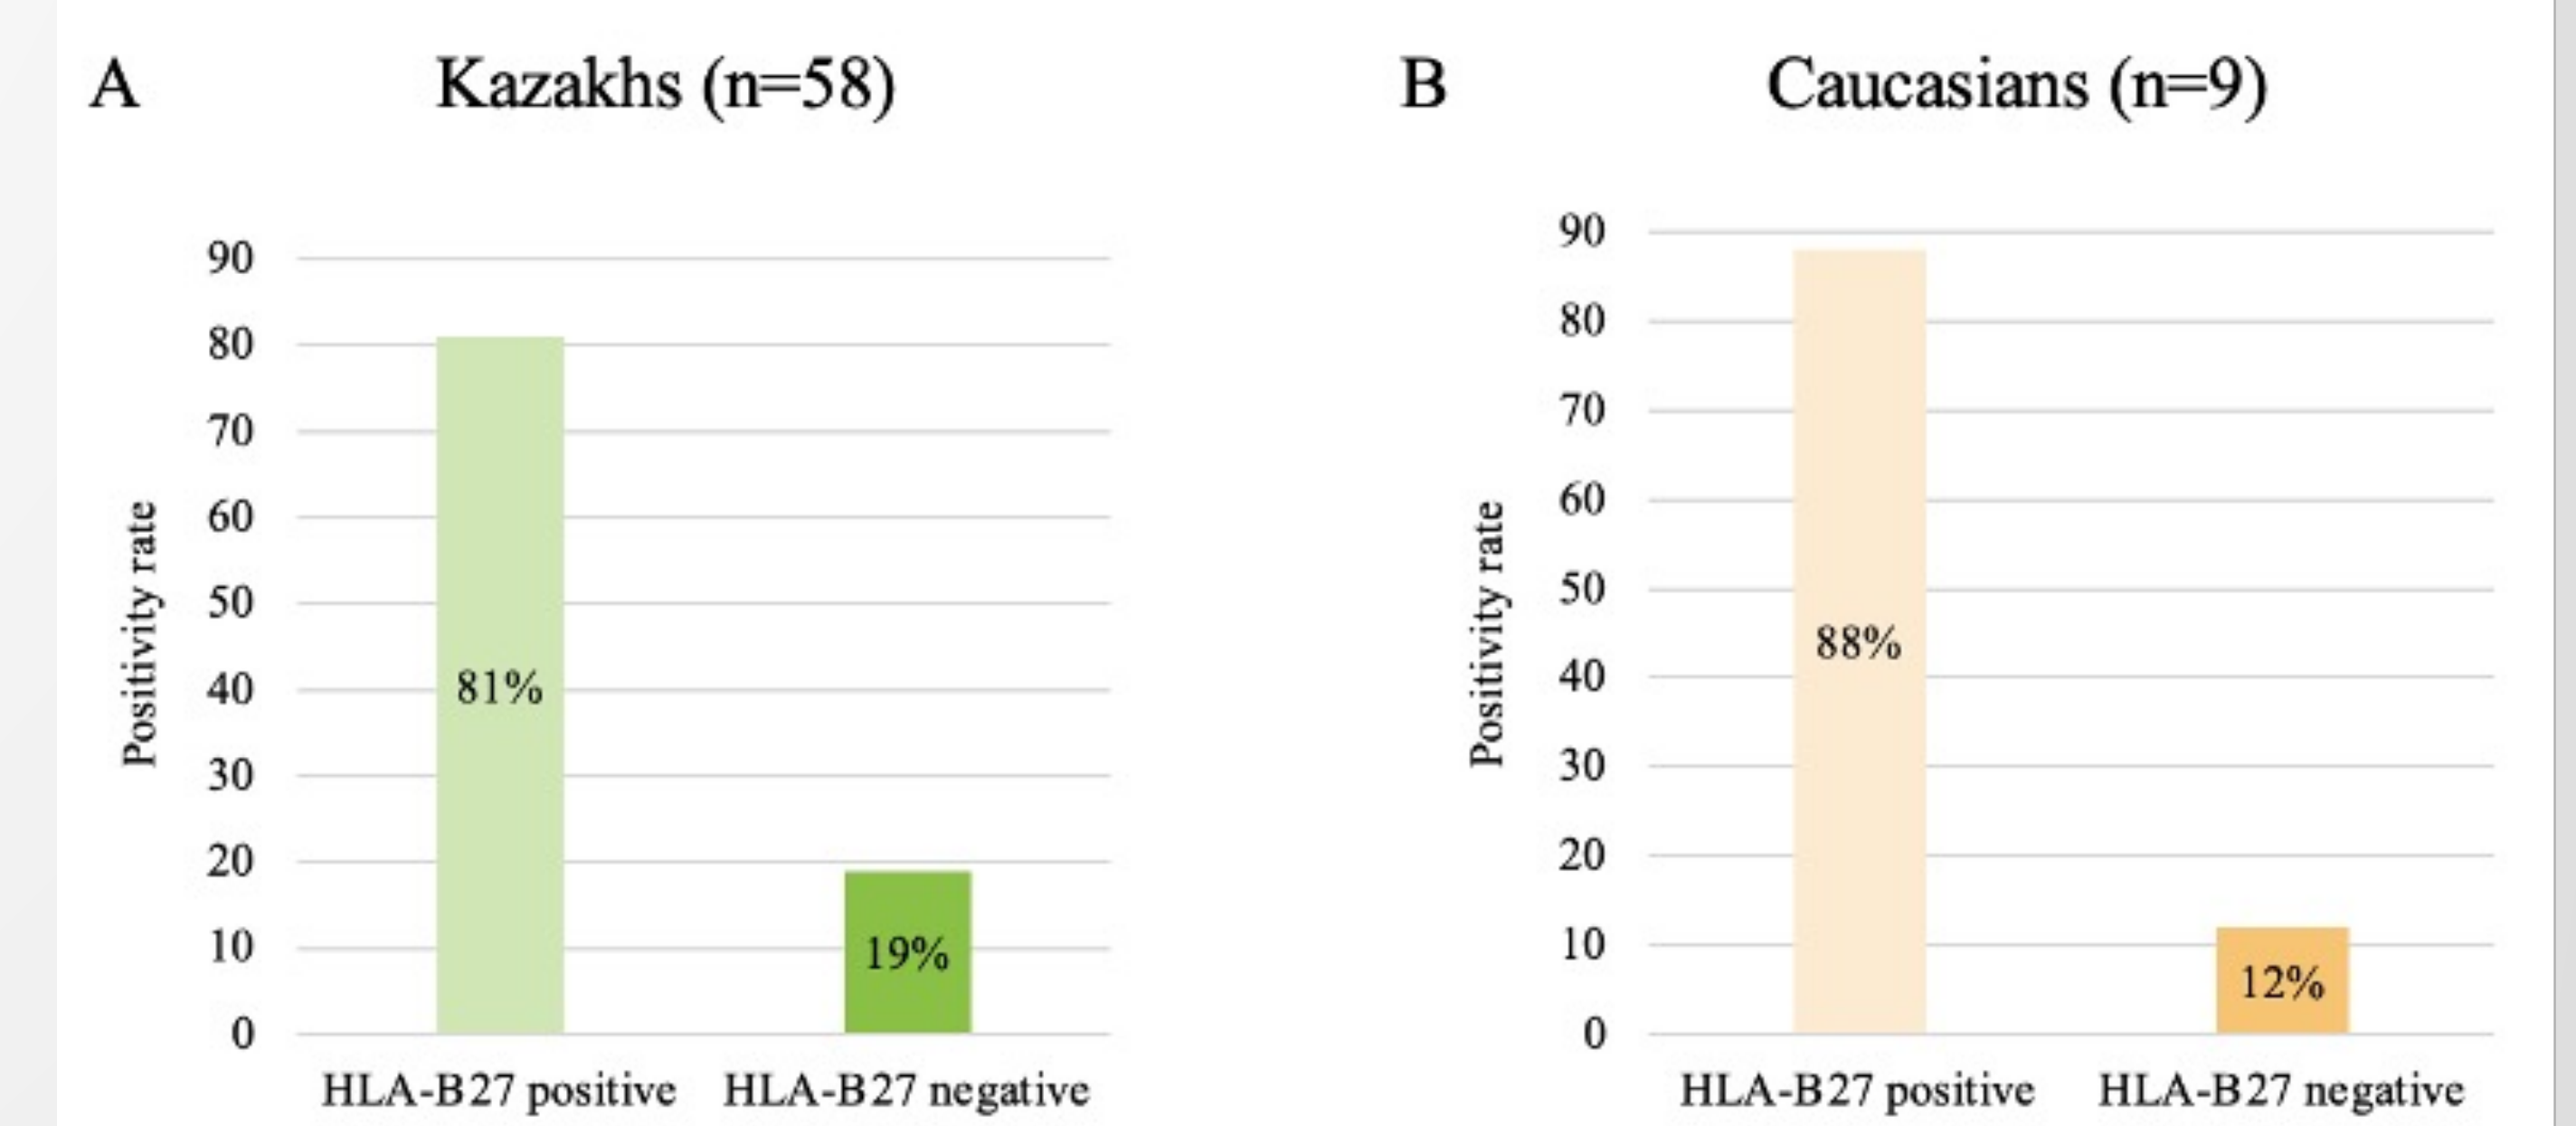 A
Kazakhs (n=58)
Positivity rate
90
80
70
60
50
40
30
20
10
0
81%
19%
HLA-B27 positive
HLA-B27 negative
B
Caucasians (n=9)
Positivity rate
90
80
70
60
50
40
30
20
10
0
88%
12%
HLA-B27 positive
HLA-B27 negative